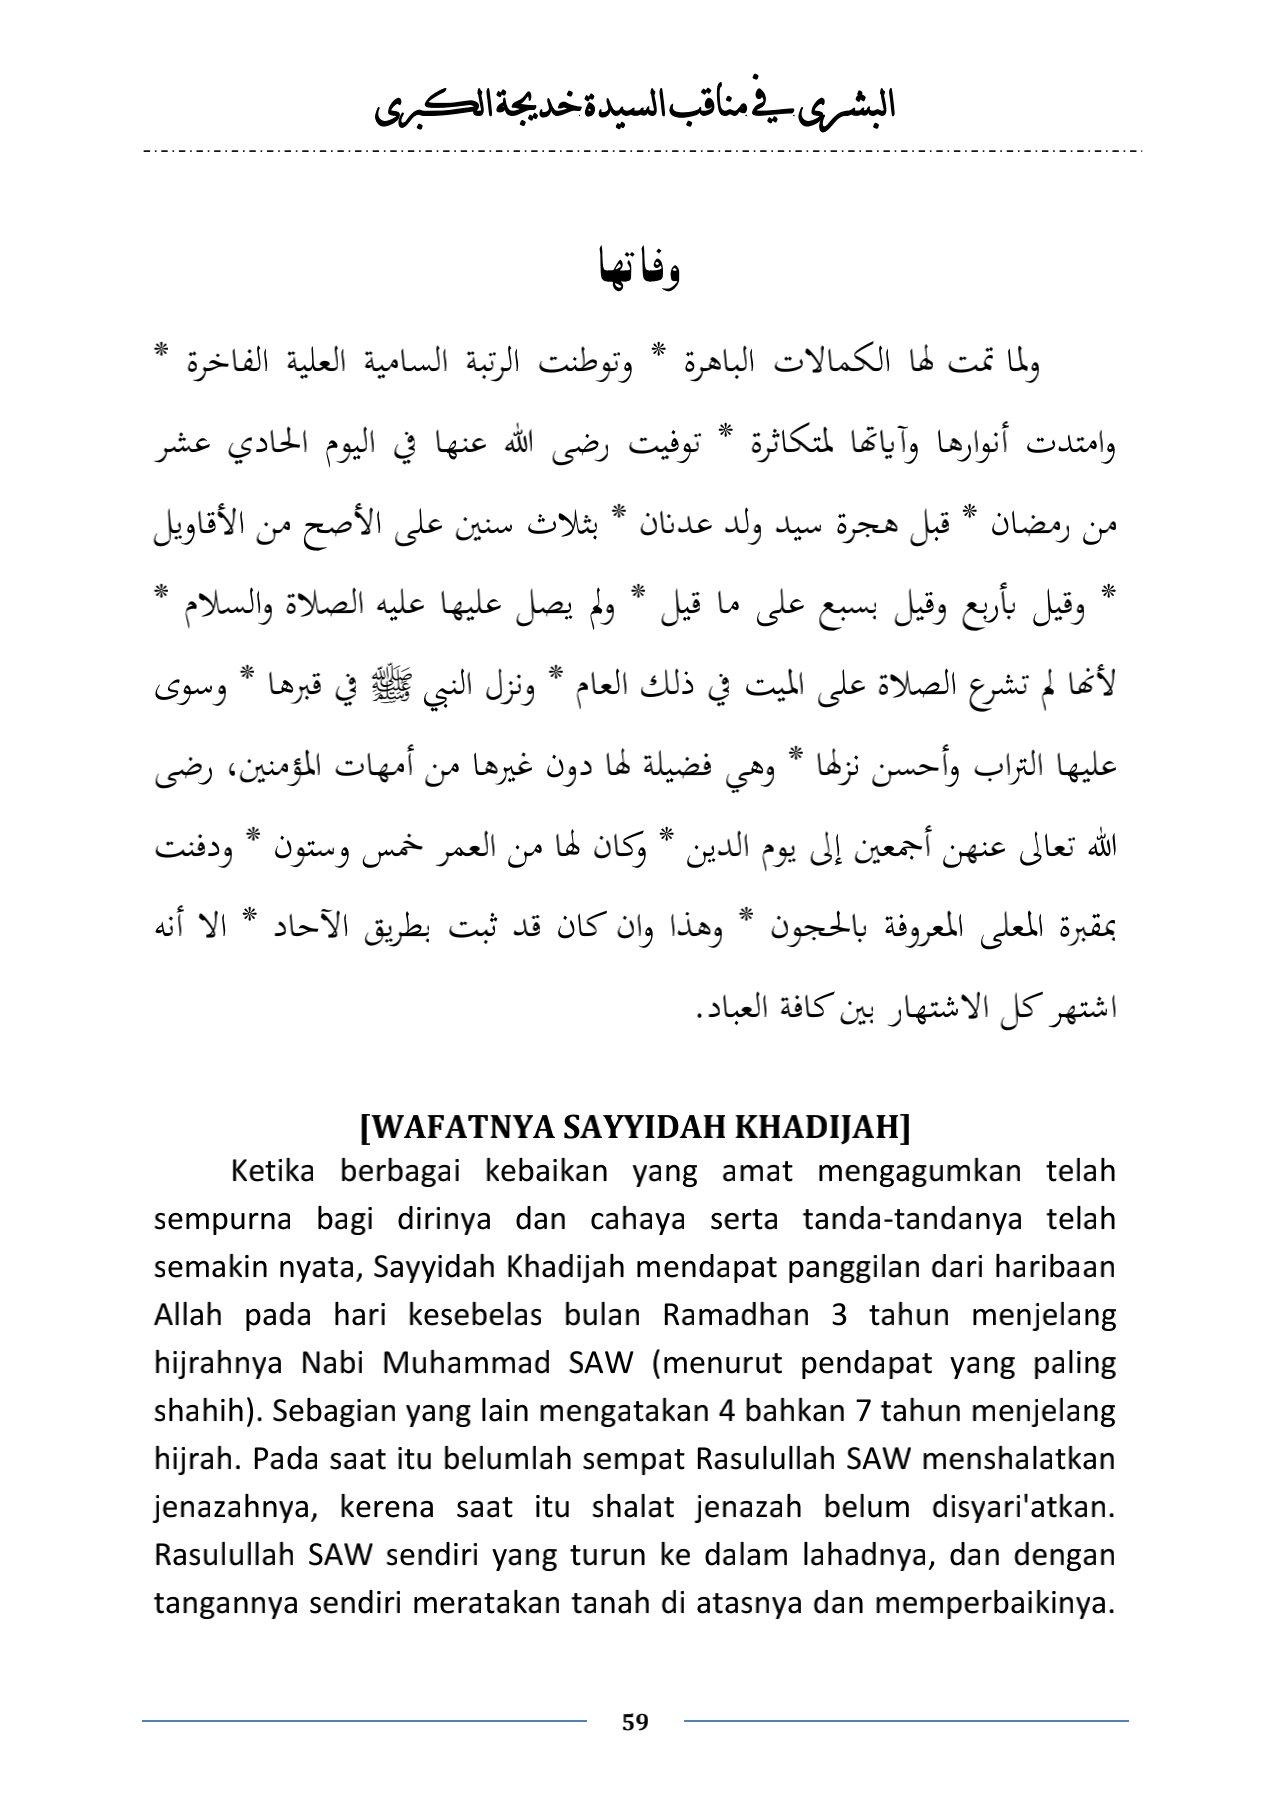 البشرى في مناقب السيدة خديجة الكبرى
وفاتها
ولما تمت لها الكمالات الباهرة * وتوطنت الرتبة السامية العلية الفاخرة *
وامتدت أنوارها وآياتها لمتكاثرة * توفيت رضى الله عنها في اليوم الحادي عشر
من رمضان * قبل هجرة سيد ولد عدنان * بثلاث سنين على الأصح من الأقاويل
* وقيل بأربع وقيل بسبع على ما قيل * ولم يصل عليها عليه الصلاة والسلام *
لأنها لم تشرع الصلاة على الميت في ذلك العام * ونزل النبي ﷺ في قبرها * وسوى
عليها التراب وأحسن نزلها * وهي فضيلة لها دون غيرها من أمهات المؤمنين، رضى
الله تعالى عنهن أجمعين إلى يوم الدين * وكان لها من العمر خمس وستون * ودفنت
بمقبرة المعلى المعروفة بالحجون * وهذا وان كان قد ثبت بطريق الآحاد * الا أنه
اشتهر كل الاشتهار بين كافة العباد.
[WAFATNYA SAYYIDAH KHADIJAH]
Ketika berbagai kebaikan yang amat mengagumkan telah
sempurna bagi dirinya dan cahaya serta tanda-tandanya telah
semakin nyata, Sayyidah Khadijah mendapat panggilan dari haribaan
Allah pada hari kesebelas bulan Ramadhan 3 tahun menjelang
hijrahnya Nabi Muhammad SAW (menurut pendapat yang paling
shahih). Sebagian yang lain mengatakan 4 bahkan 7 tahun menjelang
hijrah. Pada saat itu belumlah sempat Rasulullah SAW menshalatkan
jenazahnya, kerena saat itu shalat jenazah belum disyari'atkan.
Rasulullah SAW sendiri yang turun ke dalam lahadnya, dan dengan
tangannya sendiri meratakan tanah di atasnya dan memperbaikinya.
59